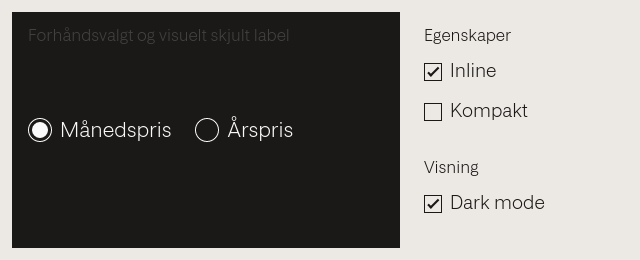 Forhåndsvalgt og visuelt skjult label
Månedspris
Årspris
Egenskaper
Inline
Kompakt
Visning
Dark mode